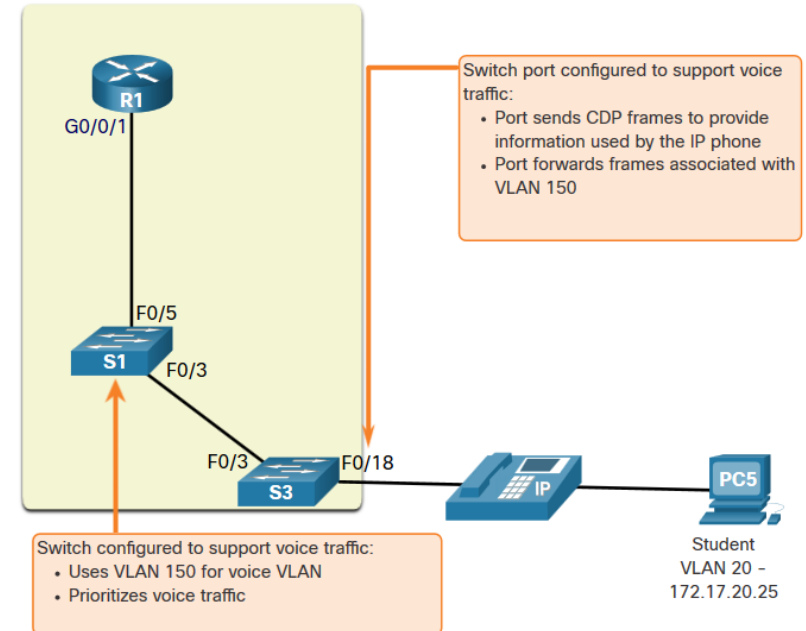 R1
G0/0/1
Switch port configured to support voice
traffic:
• Port sends CDP frames to provide
information used by the IP phone
• Port forwards frames associated with
VLAN 150
F0/5
S1
F0/3
F0/3
F0/18
S3
IP
PC5
Student
VLAN 20 –
172.17.20.25
Switch configured to support voice traffic:
• Uses VLAN 150 for voice VLAN
• Prioritizes voice traffic